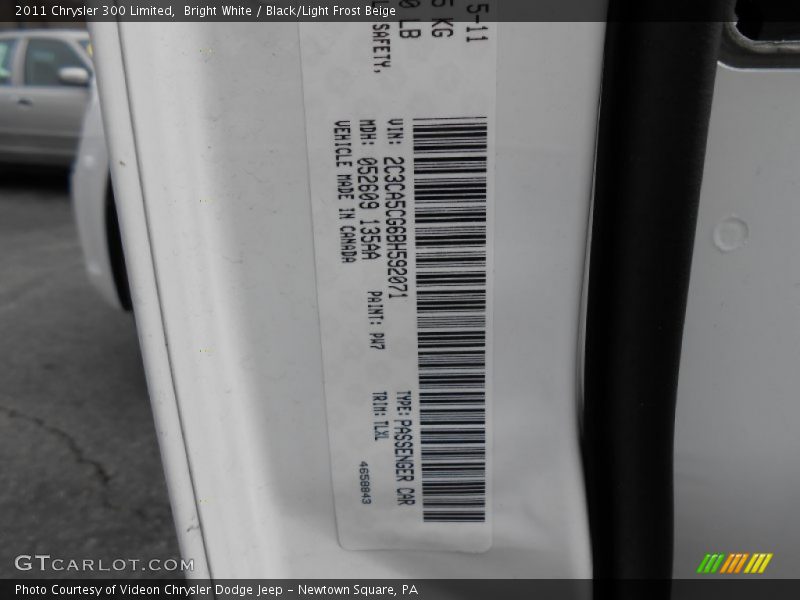 2011 Chrysler 300 Limited, Bright White / Black/Light Frost Beige
5-11
5 KG
0 LB
SAFETY,
VIN: 2C3CA5CG6BH592071 TYPE: PASSENGER CAR
MDH: 052609 135AA PAINT: PW7 TRIM: TLXL
VEHICLE MADE IN CANADA 4658843
GTCARLOT.COM
Photo Courtesy of Videon Chrysler Dodge Jeep – Newtown Square, PA